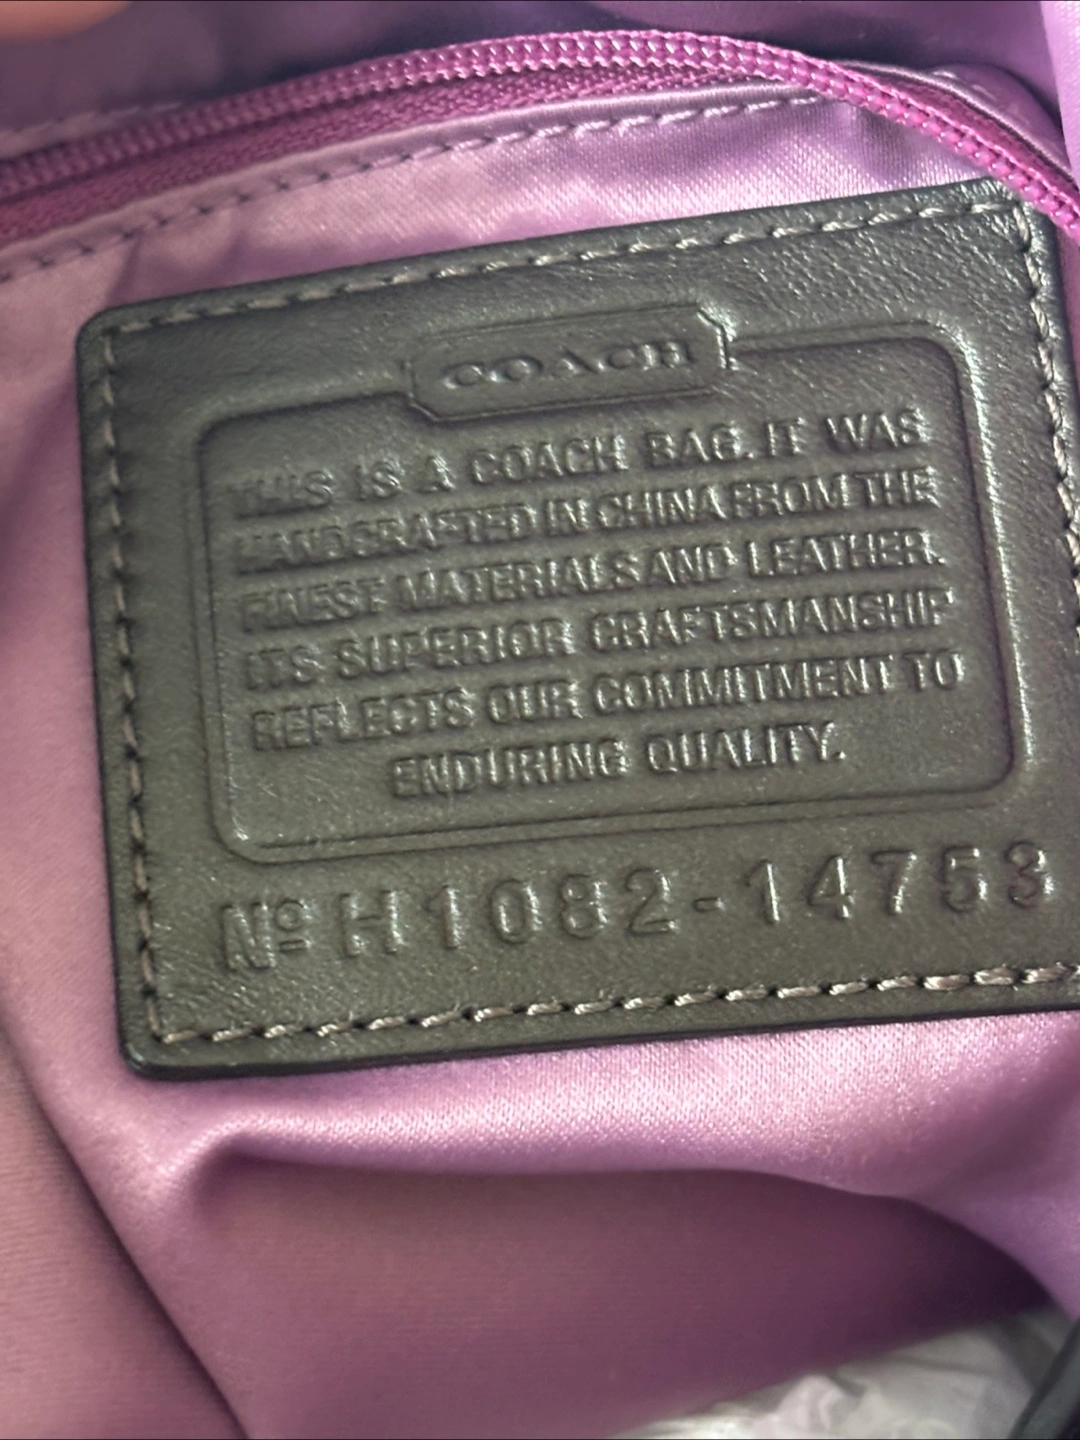 COACH
THIS IS A COACH BAG. IT WAS
HANDCRAFTED IN CHINA FROM THE
FINEST MATERIALS AND LEATHER.
ITS SUPERIOR CRAFTSMANSHIP
REFLECTS OUR COMMITMENT TO
ENDURING QUALITY.
Nº H1082-14753